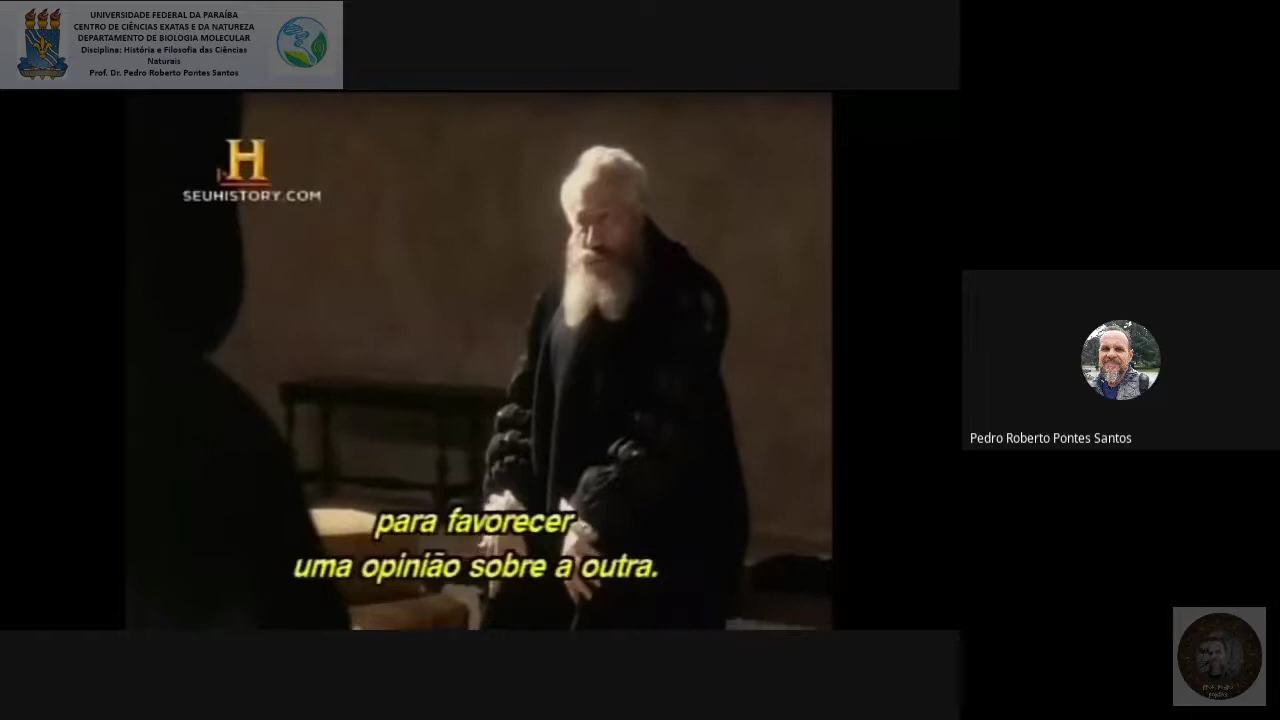 UNIVERSIDADE FEDERAL DA PARAÍBA
CENTRO DE CIÊNCIAS EXATAS E DA NATUREZA
DEPARTAMENTO DE BIOLOGIA MOLECULAR
Disciplina: História e Filosofia das Ciências
Naturais
Prof. Dr. Pedro Roberto Pontes Santos
H
SEUHISTORY.COM
para favorecer
uma opinião sobre a outra.
Pedro Roberto Pontes Santos